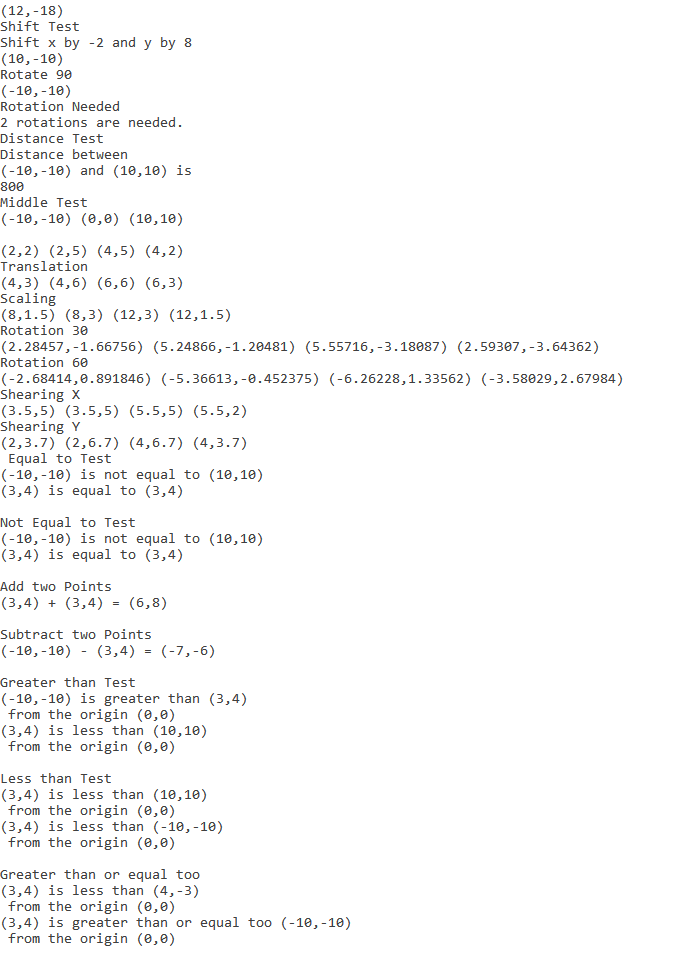 (12,-18)
Shift Test
Shift x by -2 and y by 8
(10,-10)
Rotate 90
(-10,-10)
Rotation Needed
2 rotations are needed.
Distance Test
Distance between
(-10,-10) and (10,10) is
800
Middle Test
(-10,-10) (0,0) (10,10)

(2,2) (2,5) (4,5) (4,2)
Translation
(4,3) (4,6) (6,6) (6,3)
Scaling
(8,1.5) (8,3) (12,3) (12,1.5)
Rotation 30
(2.28457,-1.66756) (5.24866,-1.20481) (5.55716,-3.18087) (2.59307,-3.64362)
Rotation 60
(-2.68414,0.891846) (-5.36613,-0.452375) (-6.26228,1.33562) (-3.58029,2.67984)
Shearing X
(3.5,5) (3.5,5) (5.5,5) (5.5,2)
Shearing Y
(2,3.7) (2,6.7) (4,6.7) (4,3.7)
 Equal to Test
(-10,-10) is not equal to (10,10)
(3,4) is equal to (3,4)

Not Equal to Test
(-10,-10) is not equal to (10,10)
(3,4) is equal to (3,4)

Add two Points
(3,4) + (3,4) = (6,8)

Subtract two Points
(-10,-10) - (3,4) = (-7,-6)

Greater than Test
(-10,-10) is greater than (3,4)
 from the origin (0,0)
(3,4) is less than (10,10)
 from the origin (0,0)

Less than Test
(3,4) is less than (10,10)
 from the origin (0,0)
(3,4) is less than (-10,-10)
 from the origin (0,0)

Greater than or equal too
(3,4) is less than (4,-3)
 from the origin (0,0)
(3,4) is greater than or equal too (-10,-10)
 from the origin (0,0)